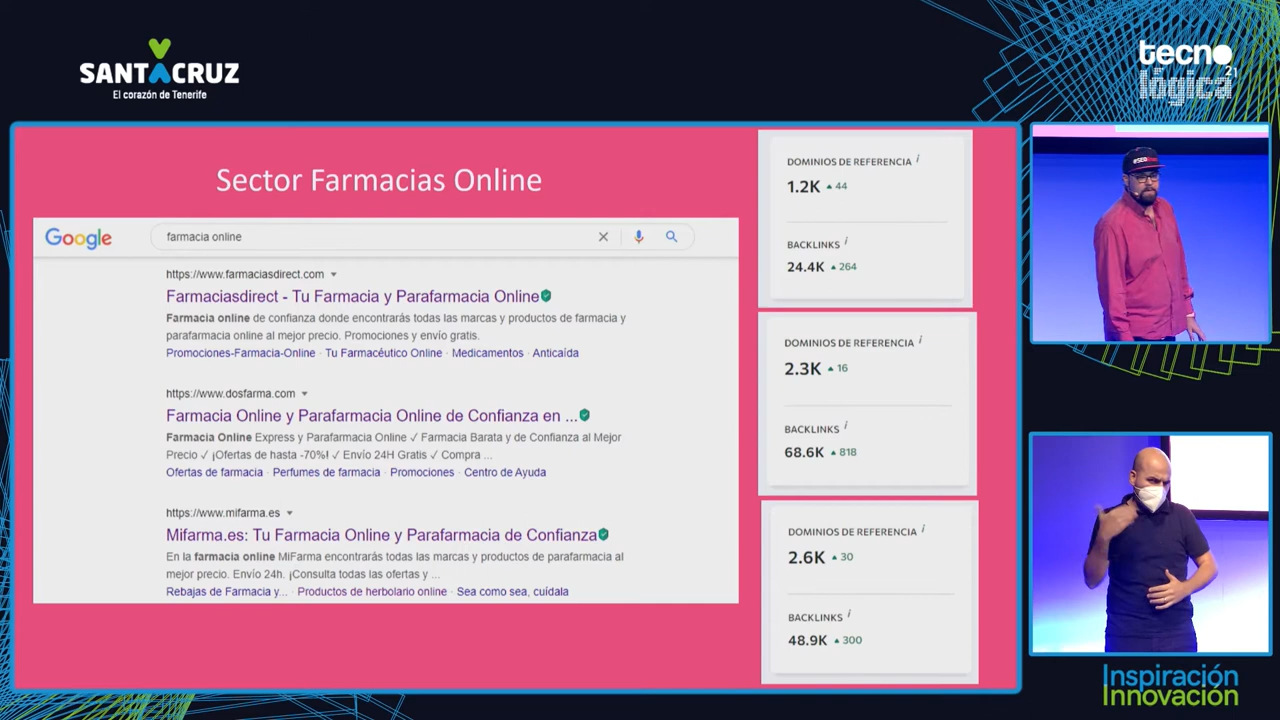 SANTACRUZ
El corazón de Tenerife
tecno
lógica
21
Sector Farmacias Online
Google
farmacia online
https://www.farmaciasdirect.com
Farmaciasdirect - Tu Farmacia y Parafarmacia Online
Farmacia online de confianza donde encontrarás todas las marcas y productos de farmacia y
parafarmacia online al mejor precio. Promociones y envío gratis.
Promociones-Farmacia-Online · Tu Farmacéutico Online · Medicamentos · Anticaída
https://www.dosfarma.com
Farmacia Online y Parafarmacia Online de Confianza en ...
Farmacia Online Express y Parafarmacia Online ✓ Farmacia Barata y de Confianza al Mejor
Precio ✓ ¡Ofertas de hasta -70%! ✓ Envío 24H Gratis ✓ Compra ...
Ofertas de farmacia · Perfumes de farmacia · Promociones · Centro de Ayuda
https://www.mifarma.es
Mifarma.es: Tu Farmacia Online y Parafarmacia de Confianza
En la farmacia online MiFarma encontrarás todas las marcas y productos de parafarmacia al
mejor precio. Envío 24h. ¡Consulta todas las ofertas y ...
Rebajas de Farmacia y... · Productos de herbolario online · Sea como sea, cuídala
DOMINIOS DE REFERENCIA i
1.2K 44
BACKLINKS i
24.4K 264
DOMINIOS DE REFERENCIA i
2.3K 16
BACKLINKS i
68.6K 818
DOMINIOS DE REFERENCIA i
2.6K 30
BACKLINKS i
48.9K 300
Inspiración
Innovación